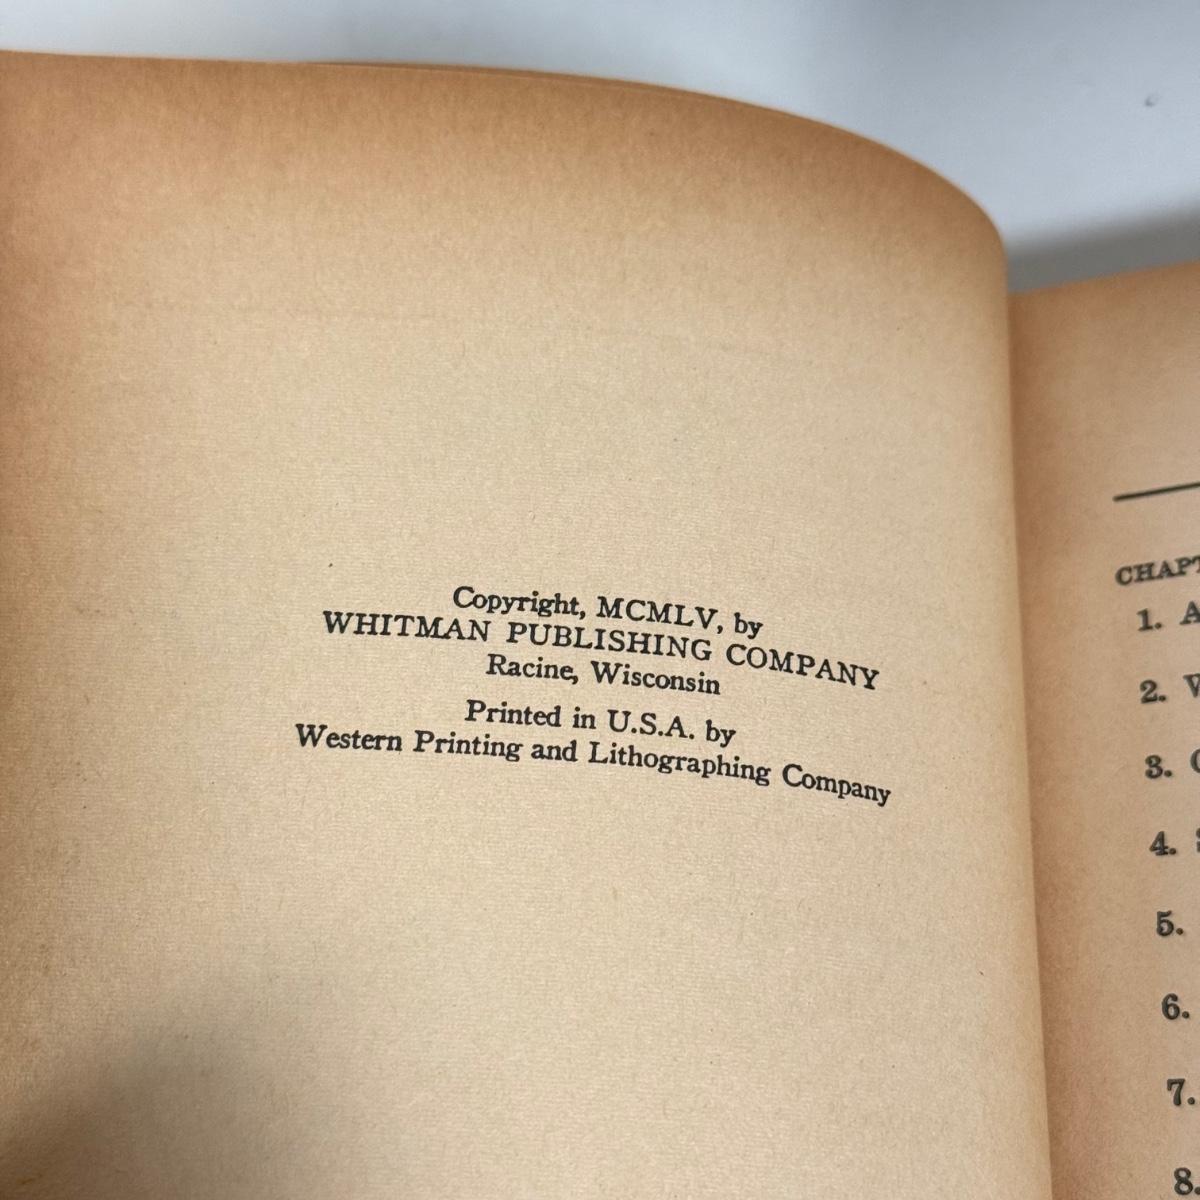 Copyright, MCMLV, by
WHITMAN PUBLISHING COMPANY
Racine, Wisconsin
Printed in U.S.A. by
Western Printing and Lithographing Company
1. A
2.
3.
4.
5.
6.
7.
8.